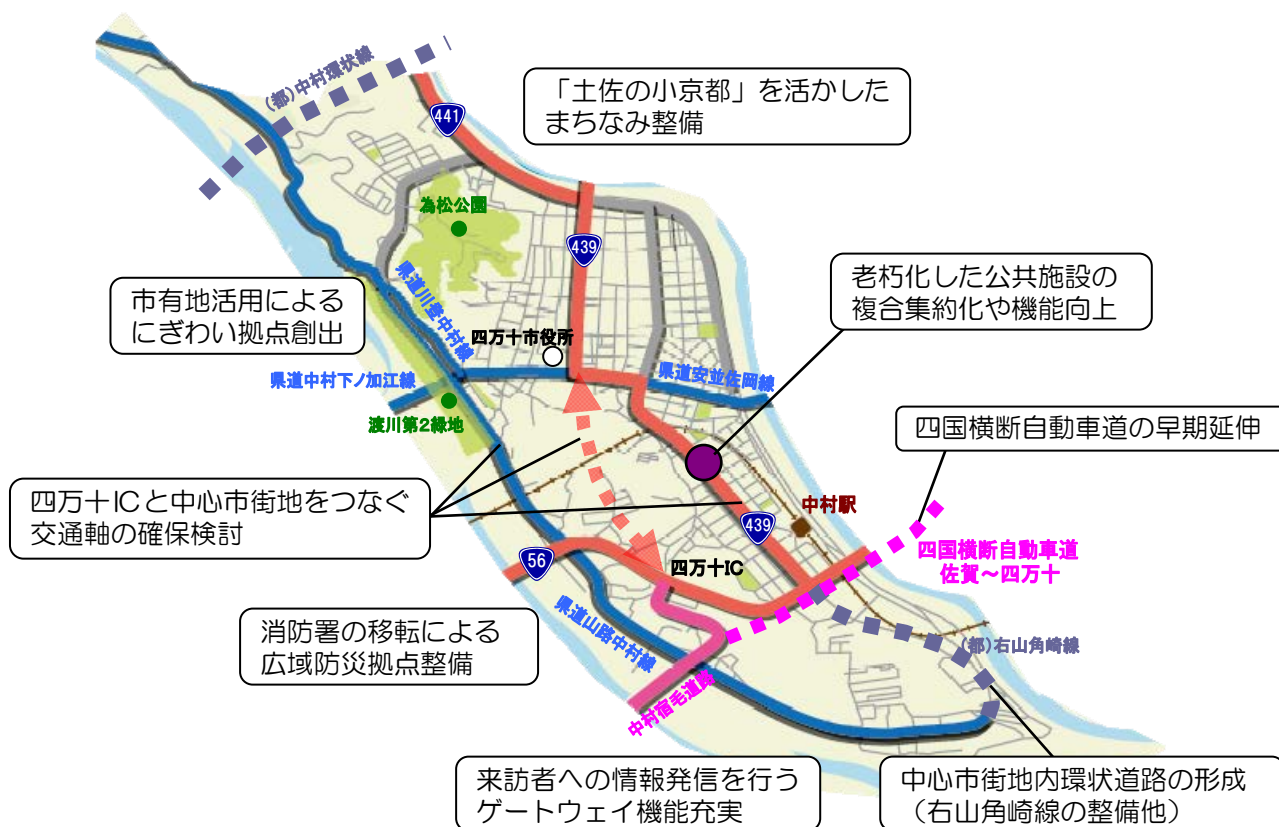 (都)中村環状線
「土佐の小京都」を活かした
まちなみ整備
441
為松公園
439
老朽化した公共施設の
複合集約化や機能向上
市有地活用による
にぎわい拠点創出
県道川登中村線
四万十市役所
県道中村下ノ加江線
県道安並佐岡線
渡川第2緑地
四国横断自動車道の早期延伸
四万十ICと中心市街地をつなぐ
交通軸の確保検討
中村駅
439
56
四万十IC
四国横断自動車道
佐賀～四万十
消防署の移転による
広域防災拠点整備
県道山路中村線
(都)右山角崎線
中村宿毛道路
来訪者への情報発信を行う
ゲートウェイ機能充実
中心市街地内環状道路の形成
（右山角崎線の整備他）